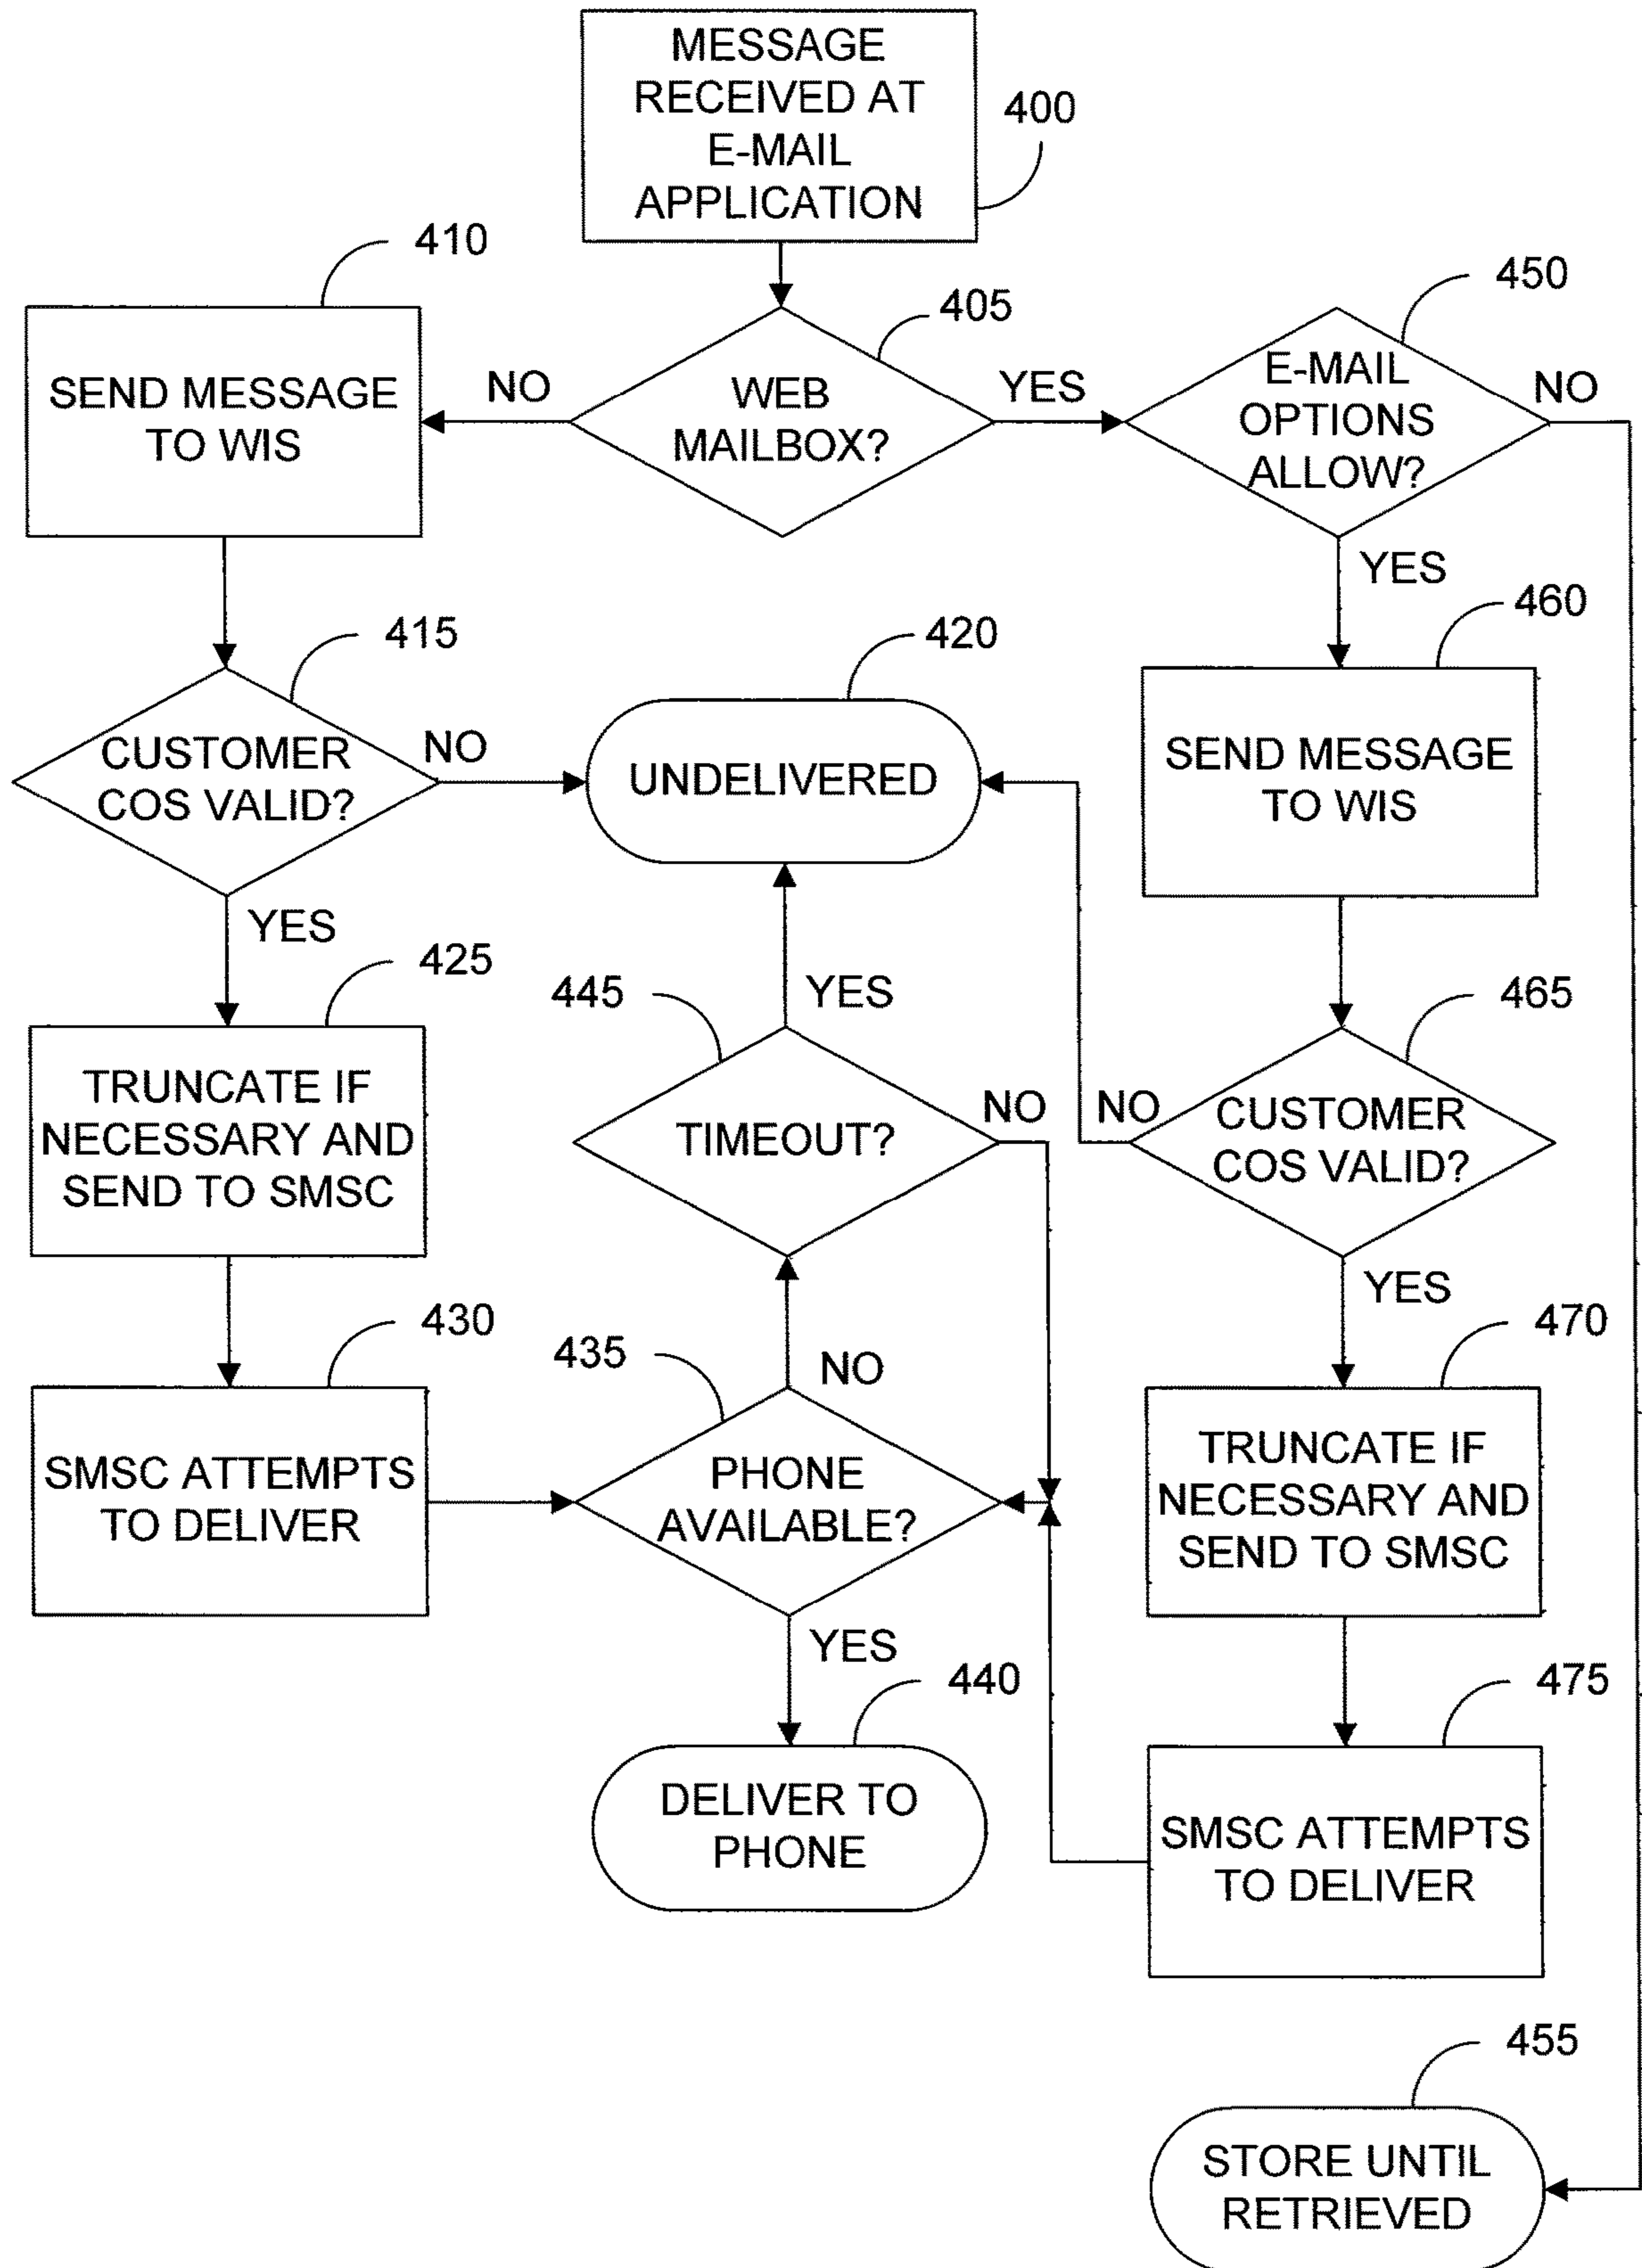 MESSAGE
RECEIVED AT
E-MAIL
APPLICATION
400
410
405
450
SEND MESSAGE
TO WIS
NO
WEB
MAILBOX?
YES
E-MAIL
OPTIONS
ALLOW?
NO
YES
460
415
420
CUSTOMER
COS VALID?
NO
UNDELIVERED
SEND MESSAGE
TO WIS
YES
425
445
YES
465
TRUNCATE IF
NECESSARY AND
SEND TO SMSC
TIMEOUT?
NO
NO
CUSTOMER
COS VALID?
YES
430
435
NO
470
SMSC ATTEMPTS
TO DELIVER
PHONE
AVAILABLE?
TRUNCATE IF
NECESSARY AND
SEND TO SMSC
YES
440
475
DELIVER TO
PHONE
SMSC ATTEMPTS
TO DELIVER
455
STORE UNTIL
RETRIEVED